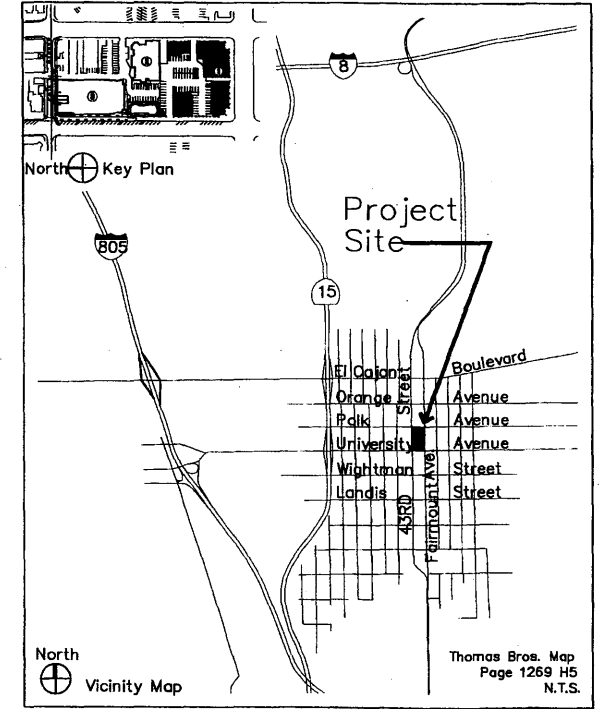 8
North Key Plan
Project
Site
805
15
El Cajon Boulevard
Orange Avenue
Polk Avenue
University Avenue
Wightman Street
Landis Street
43RD Street
Fairmount Ave.
North
Vicinity Map
Thomas Bros. Map
Page 1269 H5
N.T.S.